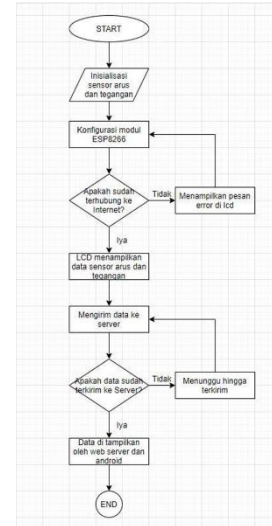 START
Inisialisasi
sensor arus
dan tegangan
Konfigurasi modul
ESP8266
Apakah sudah
terhubung ke
Internet?
Tidak
Menampilkan pesan
error di lcd
Iya
LCD menampilkan
data sensor arus dan
tegangan
Mengirim data ke
server
Apakah data sudah
terkirim ke Server?
Tidak
Menunggu hingga
terkirim
Iya
Data di tampilkan
oleh web server dan
android
END